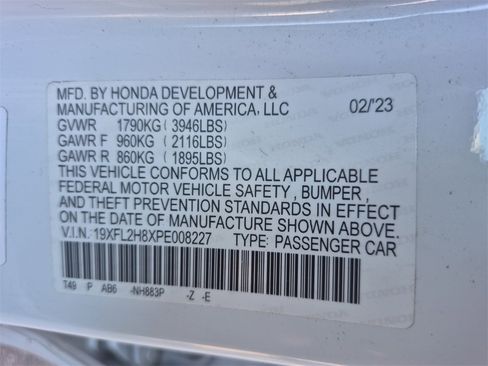 MFD. BY HONDA DEVELOPMENT &
MANUFACTURING OF AMERICA, LLC 02/'23
GVWR 1790KG (3946LBS)
GAWR F 960KG (2116LBS)
GAWR R 860KG (1895LBS)
THIS VEHICLE CONFORMS TO ALL APPLICABLE
FEDERAL MOTOR VEHICLE SAFETY , BUMPER ,
AND THEFT PREVENTION STANDARDS IN EFFECT
ON THE DATE OF MANUFACTURE SHOWN ABOVE.
V.I.N.: 19XFL2H8XPE008227 TYPE: PASSENGER CAR
T49 P AB6 -NH883P -Z -E